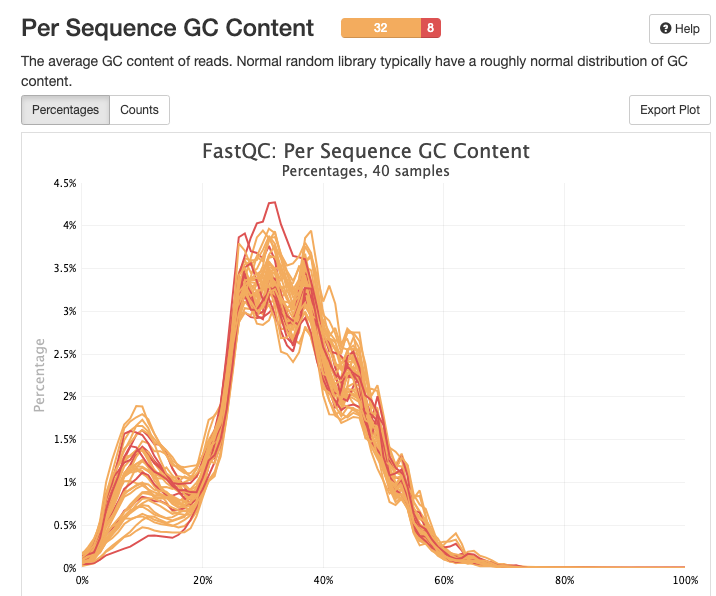 Per Sequence GC Content 32 8 Help
The average GC content of reads. Normal random library typically have a roughly normal distribution of GC
content.
Percentages Counts Export Plot
FastQC: Per Sequence GC Content
Percentages, 40 samples
4.5%
4%
3.5%
3%
2.5%
2%
1.5%
1%
0.5%
0%
Percentage
0% 20% 40% 60% 80% 100%